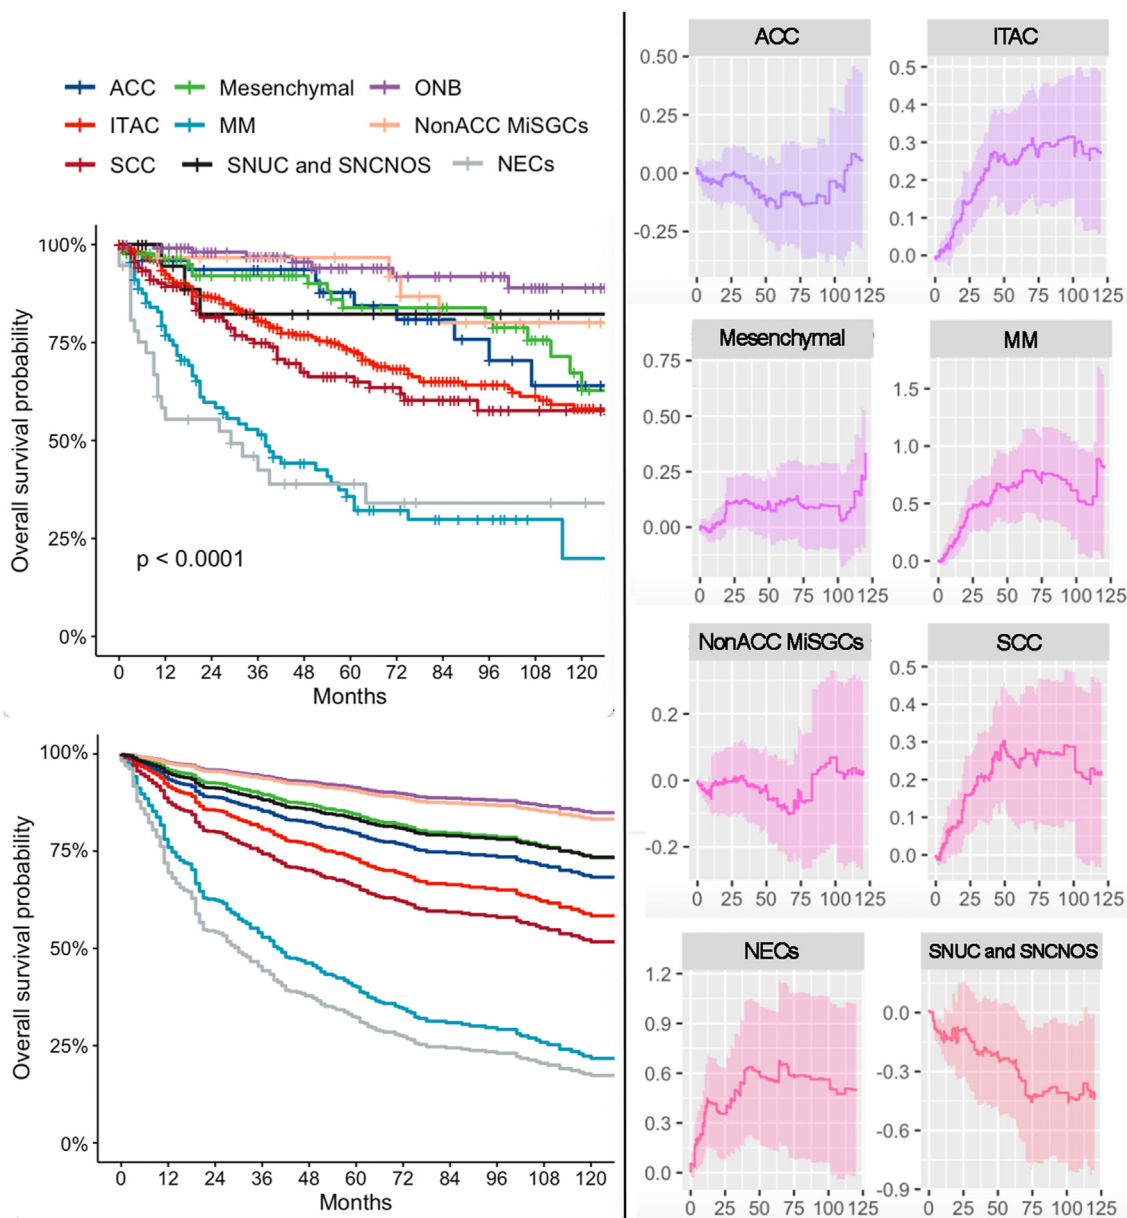 ACC Mesenchymal ONB
ITAC MM NonACC MiSGCs
SCC SNUC and SNCNOS NECs
Overall survival probability
100%
75%
50%
25%
0%
p < 0.0001
0 12 24 36 48 60 72 84 96 108 120
Months
Overall survival probability
100%
75%
50%
25%
0%
0 12 24 36 48 60 72 84 96 108 120
Months
ACC
0.50
0.25
0.00
-0.25
0 25 50 75 100 125
ITAC
0.5
0.4
0.3
0.2
0.1
0.0
0 25 50 75 100 125
Mesenchymal
0.75
0.50
0.25
0.00
0 25 50 75 100 125
MM
1.5
1.0
0.5
0.0
0 25 50 75 100 125
NonACC MiSGCs
0.2
0.0
-0.2
0 25 50 75 100 125
SCC
0.5
0.4
0.3
0.2
0.1
0.0
0 25 50 75 100 125
NECs
1.2
0.9
0.6
0.3
0.0
0 25 50 75 100 125
SNUC and SNCNOS
0.0
-0.3
-0.6
-0.9
0 25 50 75 100 125